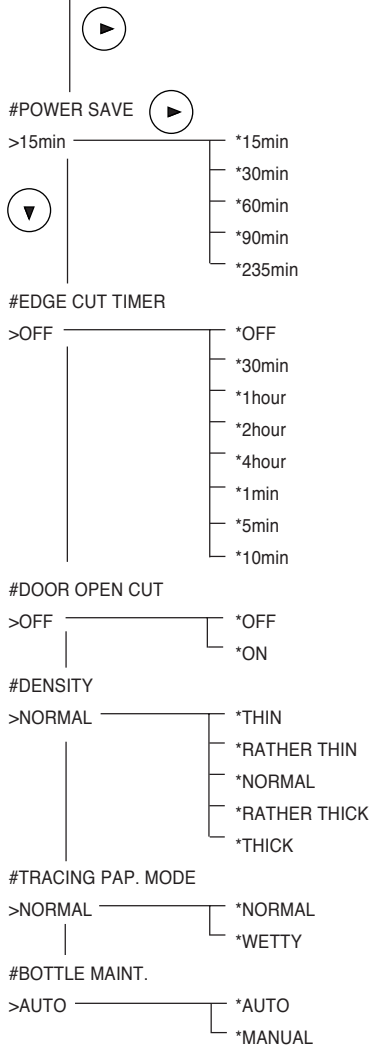 #POWER SAVE
>15min *15min
*30min
*60min
*90min
*235min
#EDGE CUT TIMER
>OFF *OFF
*30min
*1hour
*2hour
*4hour
*1min
*5min
*10min
#DOOR OPEN CUT
>OFF *OFF
*ON
#DENSITY
>NORMAL *THIN
*RATHER THIN
*NORMAL
*RATHER THICK
*THICK
#TRACING PAP. MODE
>NORMAL *NORMAL
*WETTY
#BOTTLE MAINT.
>AUTO *AUTO
*MANUAL